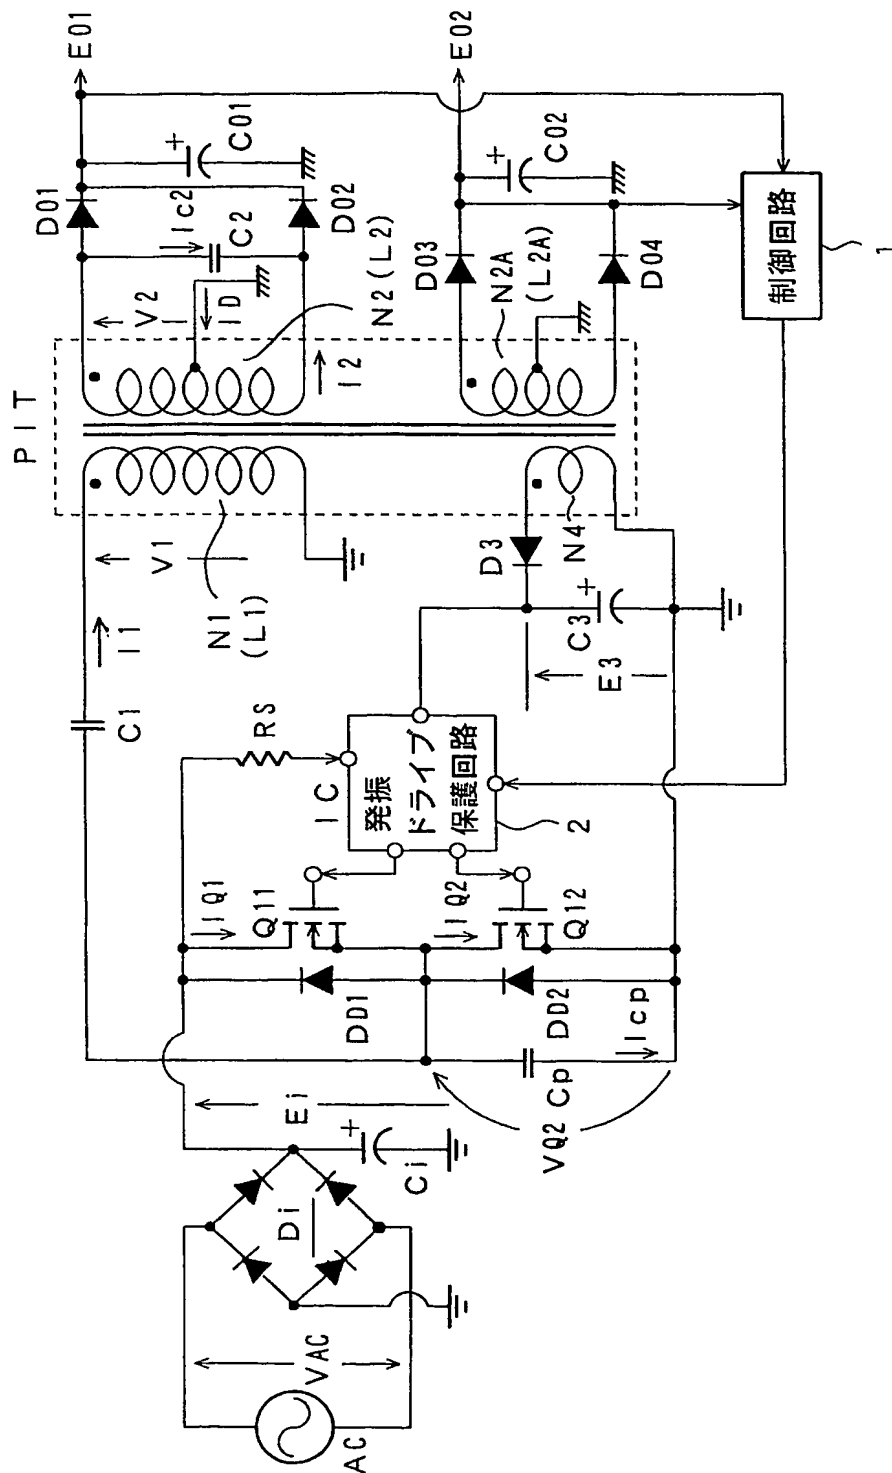 AC
VAC
Di
Ci
+
Ei
VQ2
Cp
Icp
DD1
DD2
IQ1
Q11
IQ2
Q12
IC
発振
ドライブ
保護回路
2
RS
C1
I1
V1
N1
(L1)
E3
C3
+
D3
N4
PIT
I2
N2(L2)
V2
ID
Ic2
C2
D01
D02
+
C01
E01
N2A
(L2A)
D03
D04
+
C02
E02
制御回路
1